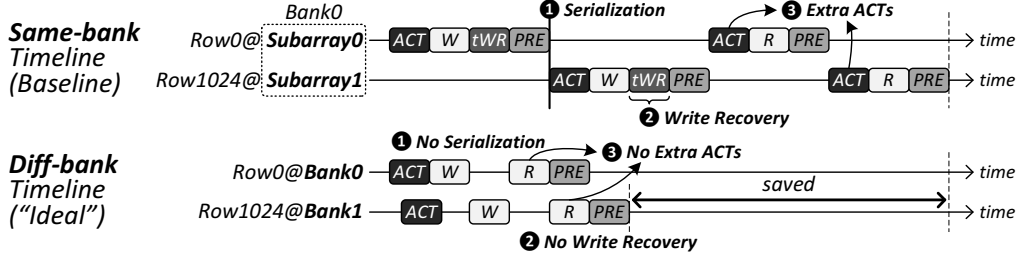 Bank0
❶ Serialization
❸ Extra ACTs
Same-bank
Timeline
(Baseline)
Row0@ Subarray0
ACT W tWR PRE
ACT R PRE
time
Row1024@ Subarray1
ACT W tWR PRE
ACT R PRE
time
❷ Write Recovery
Diff-bank
Timeline
("Ideal")
❶ No Serialization
❸ No Extra ACTs
Row0@Bank0
ACT W R PRE
time
saved
Row1024@Bank1
ACT W R PRE
time
❷ No Write Recovery